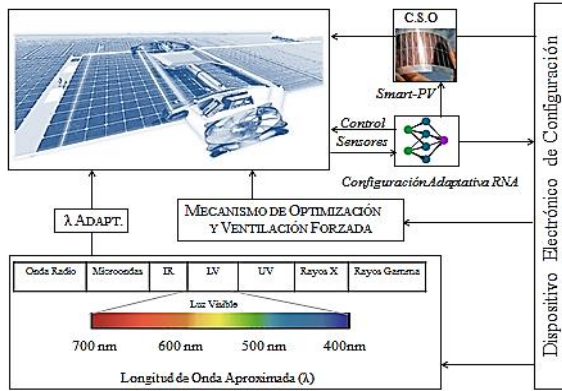 C.S.O
Smart-PV
Control
Sensores
Configuración Adaptativa RNA
λ ADAPT.
MECANISMO DE OPTIMIZACIÓN
Y VENTILACIÓN FORZADA
Onda Radio Microondas IR LV UV Rayos X Rayos Gamma
Luz Visible
700 nm 600 nm 500 nm 400nm
Longitud de Onda Aproximada (λ)
Dispositivo Electrónico de Configuración